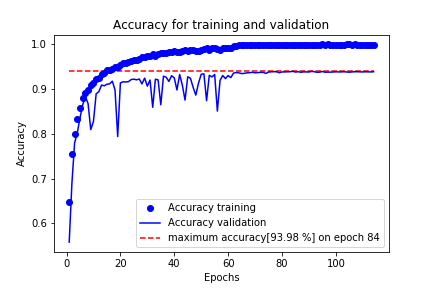 Accuracy for training and validation
1.0
0.9
0.8
0.7
0.6
Accuracy
Accuracy training
Accuracy validation
maximum accuracy[93.98 %] on epoch 84
0 20 40 60 80 100
Epochs